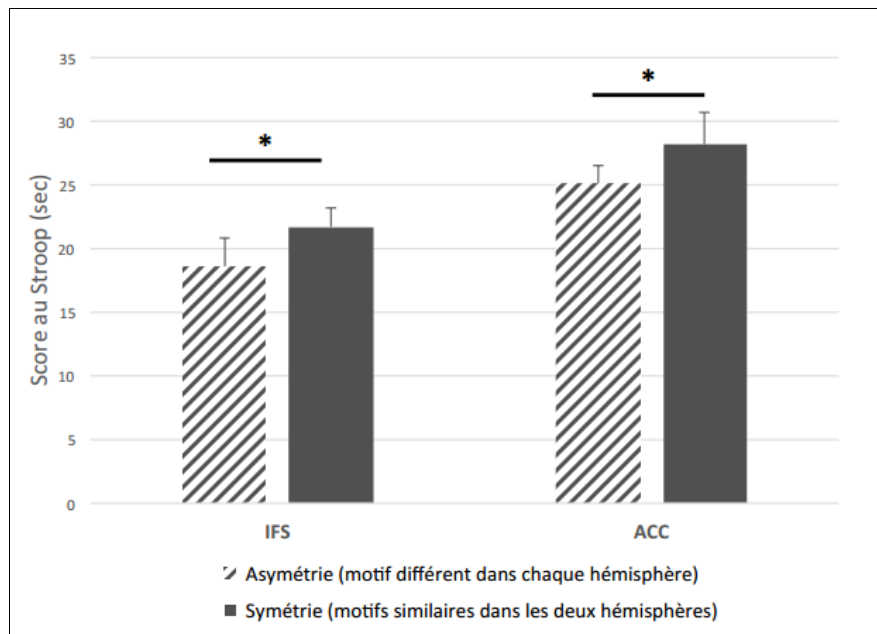 Score au Stroop (sec)
35
30
25
20
15
10
5
0
*
*
IFS
ACC
Asymétrie (motif différent dans chaque hémisphère)
Symétrie (motifs similaires dans les deux hémisphères)